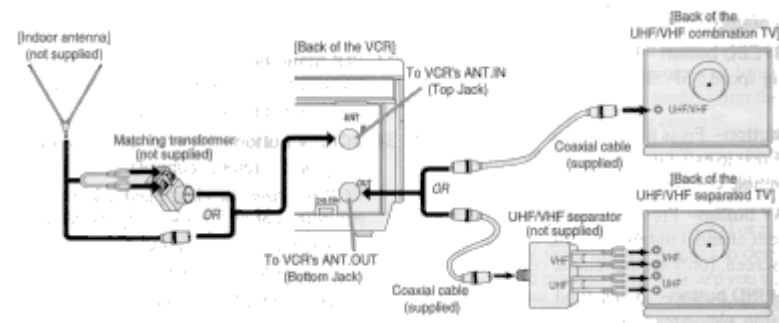 [Indoor antenna]
(not supplied)
Matching transformer
(not supplied)
OR
[Back of the VCR]
To VCR's ANT.IN
(Top Jack)
ANT
IN
OUT
To VCR's ANT.OUT
(Bottom Jack)
OR
Coaxial cable
(supplied)
[Back of the
UHF/VHF combination TV]
UHF/VHF
Coaxial cable
(supplied)
UHF/VHF separator
(not supplied)
VHF
UHF
[Back of the
UHF/VHF separated TV]
VHF
UHF